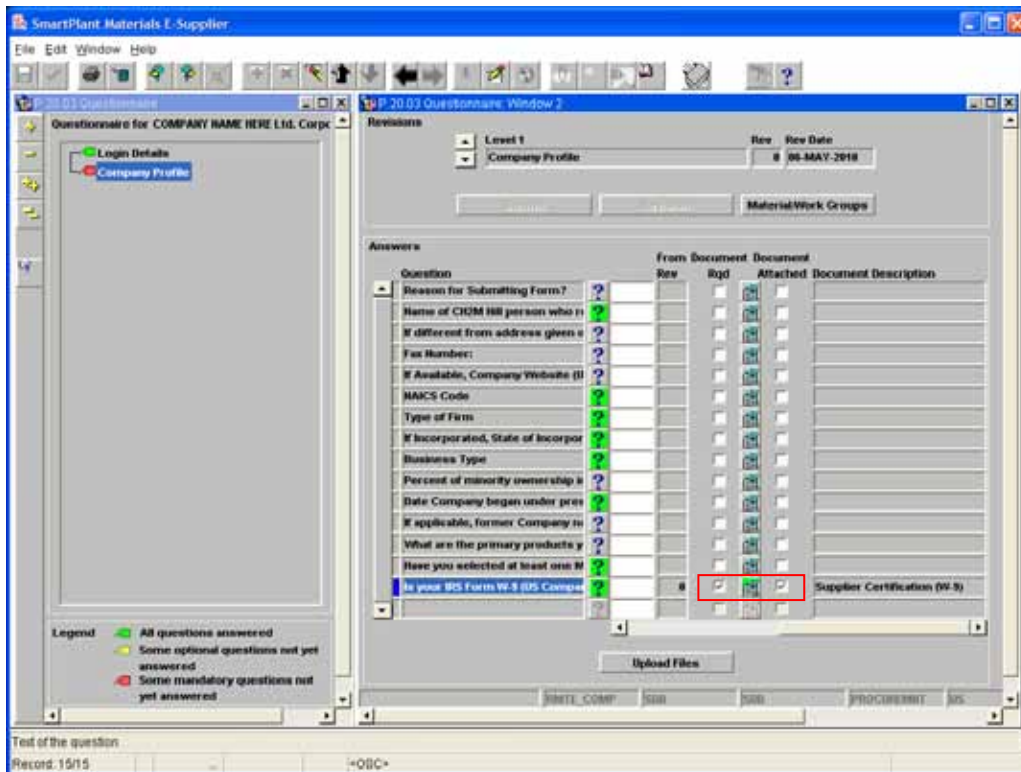 SmartPlant Materials E-Supplier
File Edit Window Help
P.20.03 Questionnaire
Questionnaire for COMPANY NAME HERE Ltd. Corpc
Login Details
Company Profile
Legend
All questions answered
Some optional questions not yet
answered
Some mandatory questions not
yet answered
P.20.03 Questionnaire: Window 2
Revisions
Level 1 Rev Rev Date
Company Profile 0 06-MAY-2010
Material/Work Groups
Answers
From Document Document
Question Rev Rqd Attached Document Description
Reason for Submitting Form? ?
Name of CH2M Hill person who r ?
If different from address given ?
Fax Number: ?
If Available, Company Website ( ?
NAICS Code ?
Type of Firm ?
If Incorporated, State of Incorpor ?
Business Type ?
Percent of minority ownership i ?
Date Company began under pres ?
If applicable, former Company n ?
What are the primary products y ?
Have you selected at least one M ?
Is your IRS Form W-9 (US Compa ? 0 Supplier Certification (W-9)
?
Upload Files
RMTE_COMP SUB SUB PROCUREMNT US
Text of the question
Record: 15/15 <OSC>